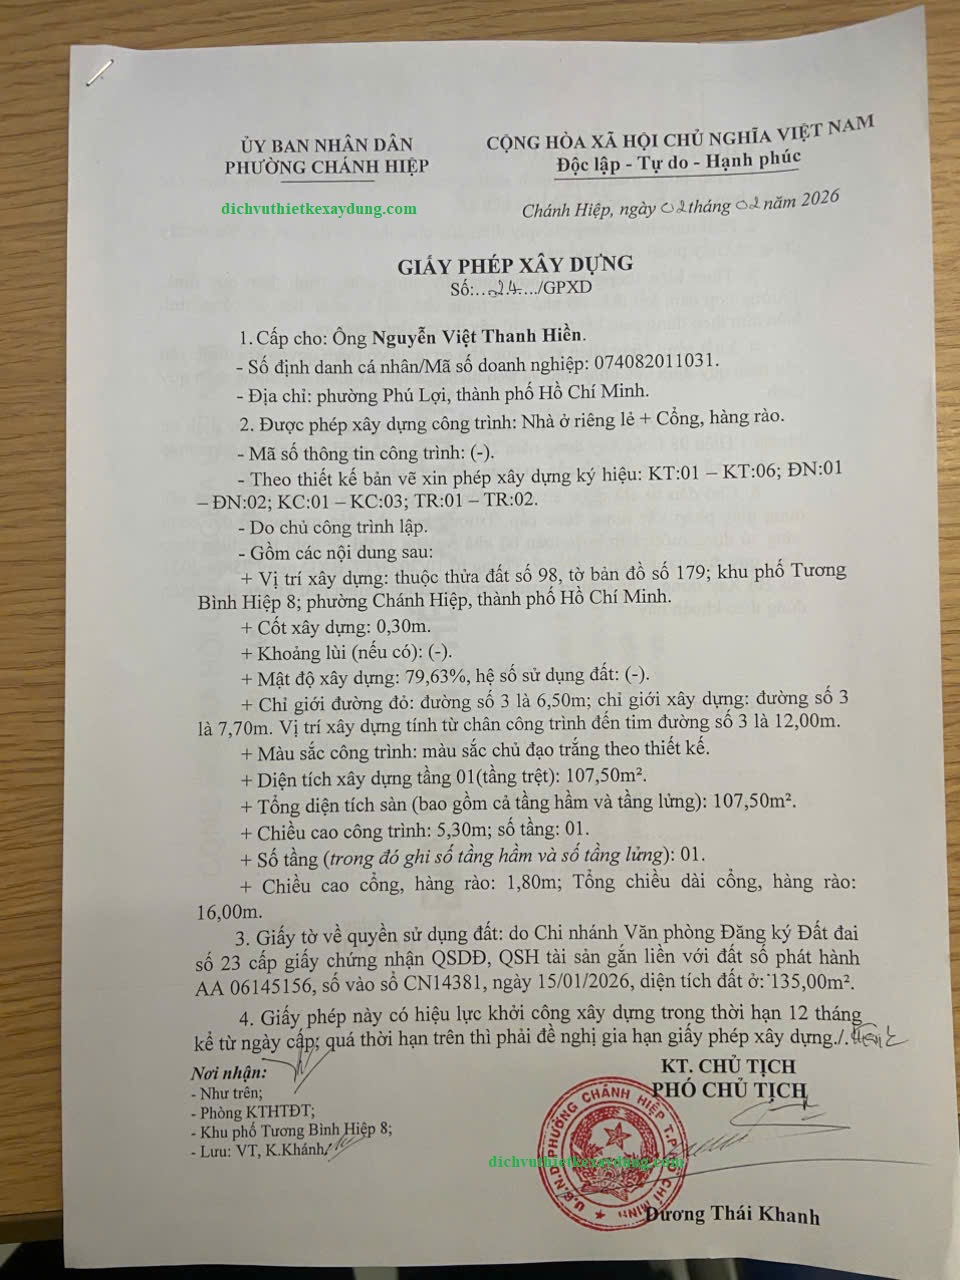 ỦY BAN NHÂN DÂN
PHƯỜNG CHÁNH HIỆP
CỘNG HÒA XÃ HỘI CHỦ NGHĨA VIỆT NAM
Độc lập - Tự do - Hạnh phúc
dichvuthietkexaydung.com
Chánh Hiệp, ngày 02 tháng 02 năm 2026
GIẤY PHÉP XÂY DỰNG
Số:...24.../GPXD
1. Cấp cho: Ông Nguyễn Việt Thanh Hiền.
- Số định danh cá nhân/Mã số doanh nghiệp: 074082011031.
- Địa chỉ: phường Phú Lợi, thành phố Hồ Chí Minh.
2. Được phép xây dựng công trình: Nhà ở riêng lẻ + Cổng, hàng rào.
- Mã số thông tin công trình: (-).
- Theo thiết kế bản vẽ xin phép xây dựng ký hiệu: KT:01 – KT:06; ĐN:01
– ĐN:02; KC:01 – KC:03; TR:01 – TR:02.
- Do chủ công trình lập.
- Gồm các nội dung sau:
+ Vị trí xây dựng: thuộc thửa đất số 98, tờ bản đồ số 179; khu phố Tương
Bình Hiệp 8; phường Chánh Hiệp, thành phố Hồ Chí Minh.
+ Cốt xây dựng: 0,30m.
+ Khoảng lùi (nếu có): (-).
+ Mật độ xây dựng: 79,63%, hệ số sử dụng đất: (-).
+ Chỉ giới đường đỏ: đường số 3 là 6,50m; chỉ giới xây dựng: đường số 3
là 7,70m. Vị trí xây dựng tính từ chân công trình đến tim đường số 3 là 12,00m.
+ Màu sắc công trình: màu sắc chủ đạo trắng theo thiết kế.
+ Diện tích xây dựng tầng 01(tầng trệt): 107,50m².
+ Tổng diện tích sàn (bao gồm cả tầng hầm và tầng lửng): 107,50m².
+ Chiều cao công trình: 5,30m; số tầng: 01.
+ Số tầng (trong đó ghi số tầng hầm và số tầng lửng): 01.
+ Chiều cao cổng, hàng rào: 1,80m; Tổng chiều dài cổng, hàng rào:
16,00m.
3. Giấy tờ về quyền sử dụng đất: do Chi nhánh Văn phòng Đăng ký Đất đai
số 23 cấp giấy chứng nhận QSDĐ, QSH tài sản gắn liền với đất số phát hành
AA 06145156, số vào sổ CN14381, ngày 15/01/2026, diện tích đất ở: 135,00m².
4. Giấy phép này có hiệu lực khởi công xây dựng trong thời hạn 12 tháng
kể từ ngày cấp; quá thời hạn trên thì phải đề nghị gia hạn giấy phép xây dựng./.
Nơi nhận:
- Như trên;
- Phòng KTHTĐT;
- Khu phố Tương Bình Hiệp 8;
- Lưu: VT, K.Khánh/
KT. CHỦ TỊCH
PHÓ CHỦ TỊCH
U.B.N.D PHƯỜNG CHÁNH HIỆP T.P HỒ CHÍ MINH
dichvuthietkexaydung.com
Dương Thái Khanh